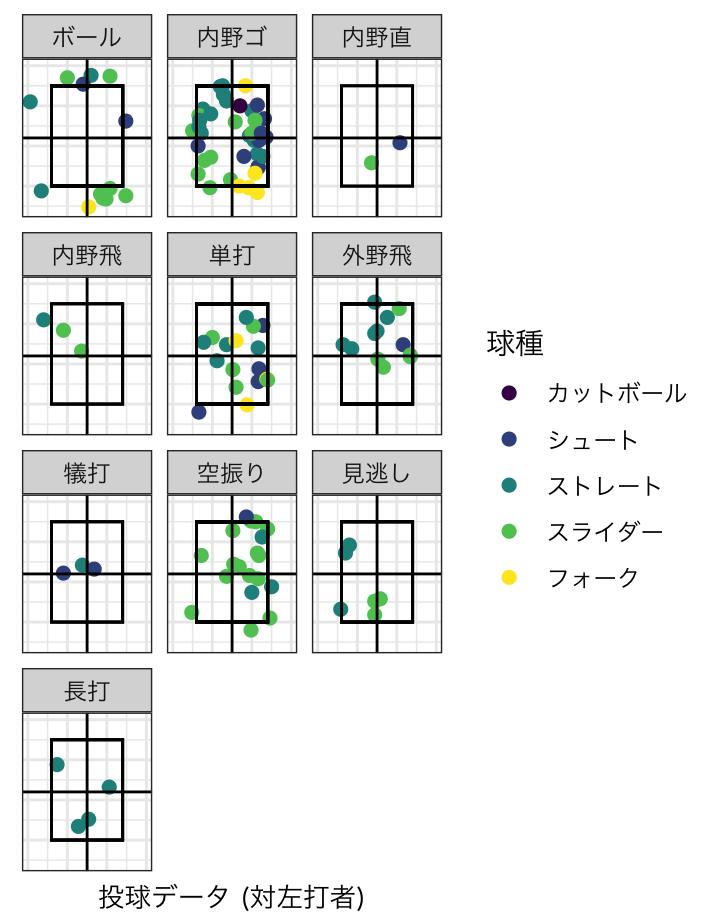 ボール
内野ゴ
内野直
内野飛
単打
外野飛
犠打
空振り
見逃し
長打
球種
カットボール
シュート
ストレート
スライダー
フォーク
投球データ (対左打者)